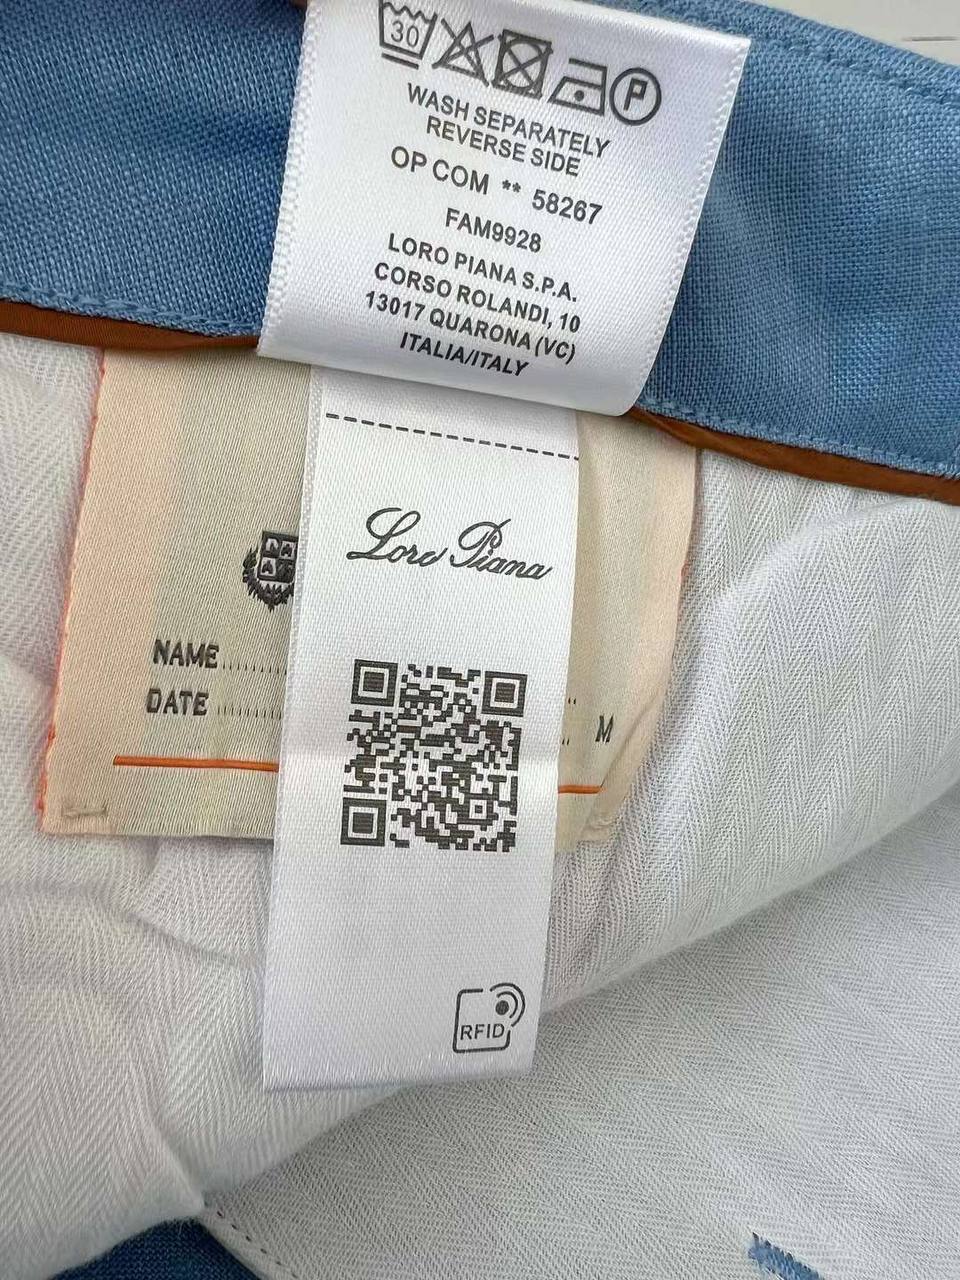 30
P
WASH SEPARATELY
REVERSE SIDE
OP COM ** 58267
FAM9928
LORO PIANA S.P.A.
CORSO ROLANDI, 10
13017 QUARONA (VC)
ITALIA/ITALY
Loro Piana
NAME
DATE
M
RFID